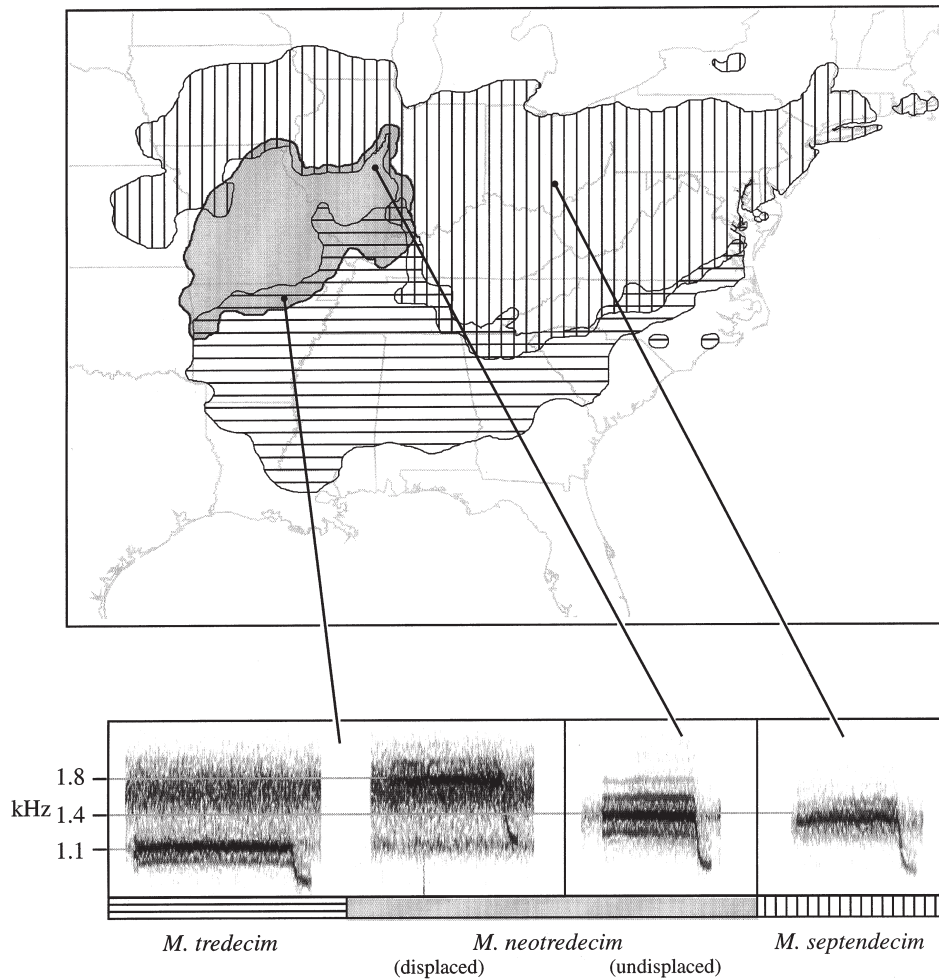 1.8
kHz
1.4
1.1
M. tredecim
M. neotredecim
M. septendecim
(displaced)
(undisplaced)